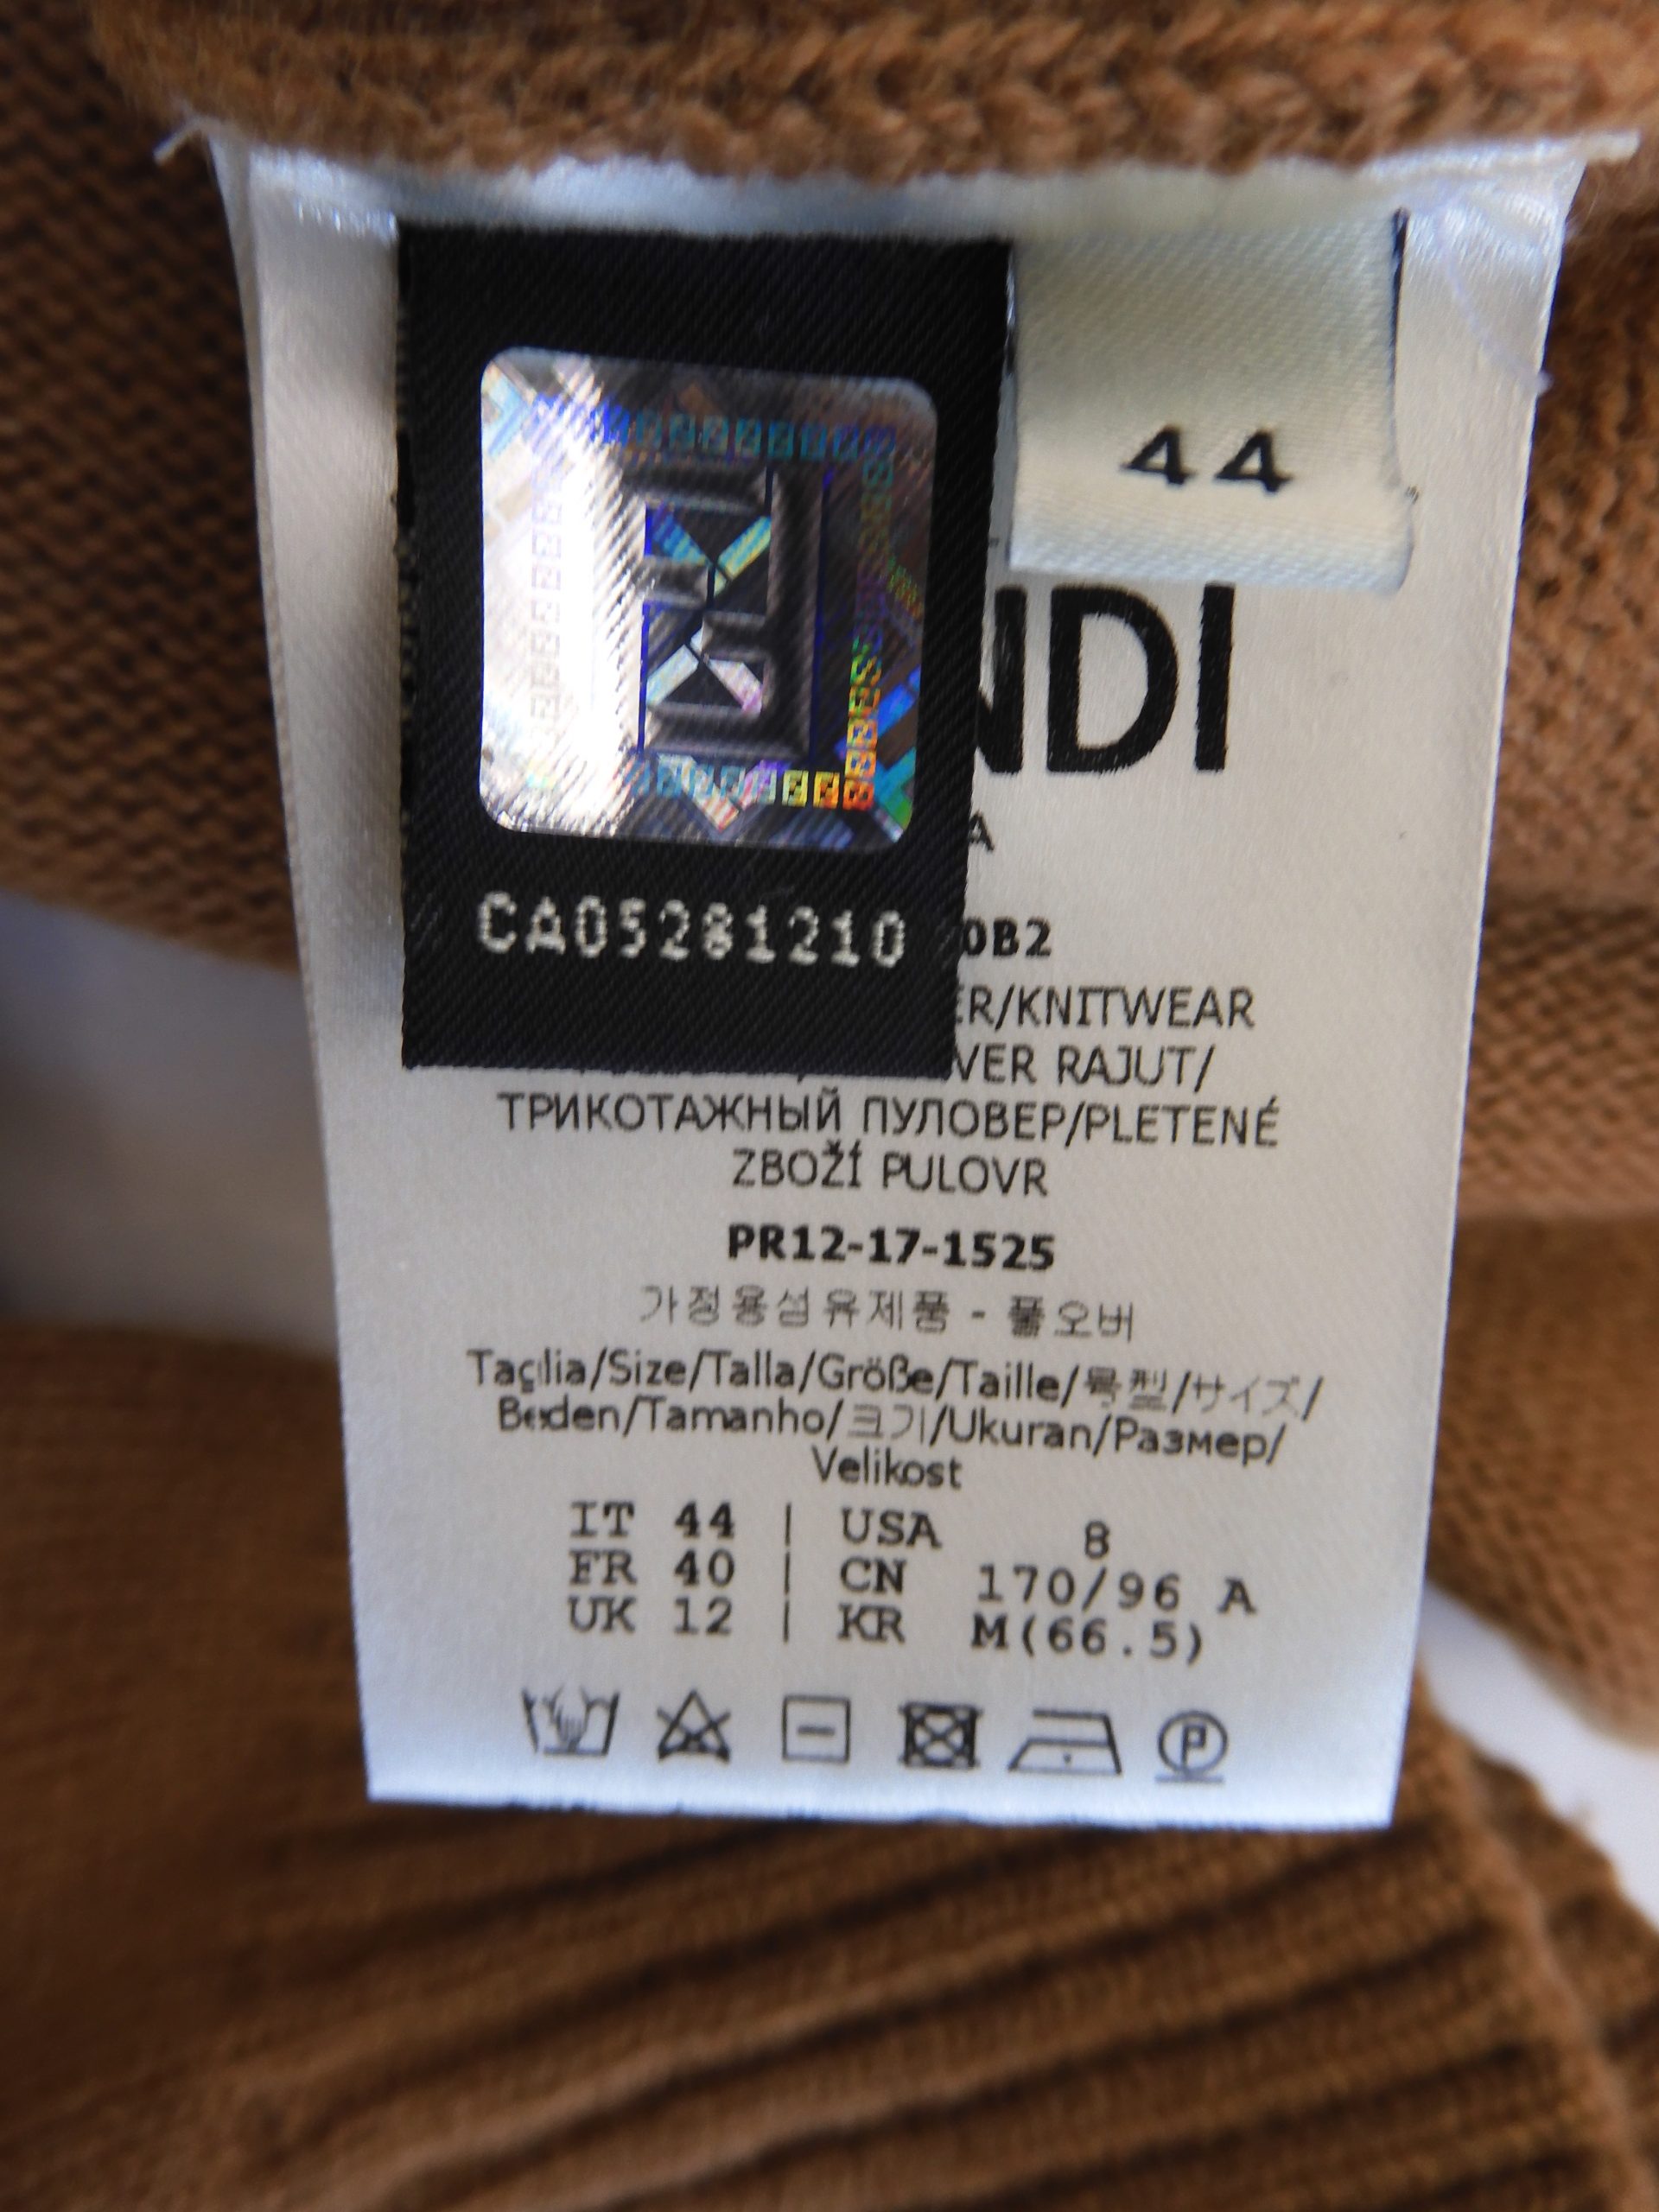 44
NDI
A
CA05281210
0B2
ER/KNITWEAR
VER RAJUT/
ТРИКОТАЖНЫЙ ПУЛОВЕР/PLETENÉ
ZBOŽÍ PULOVR
PR12-17-1525
가정용섬유제품 - 풀오버
Taglia/Size/Talla/Größe/Taille/号型/サイズ/
Beden/Tamanho/크기/Ukuran/Размер/
Velikost
IT 44 | USA 8
FR 40 | CN 170/96 A
UK 12 | KR M(66.5)
P